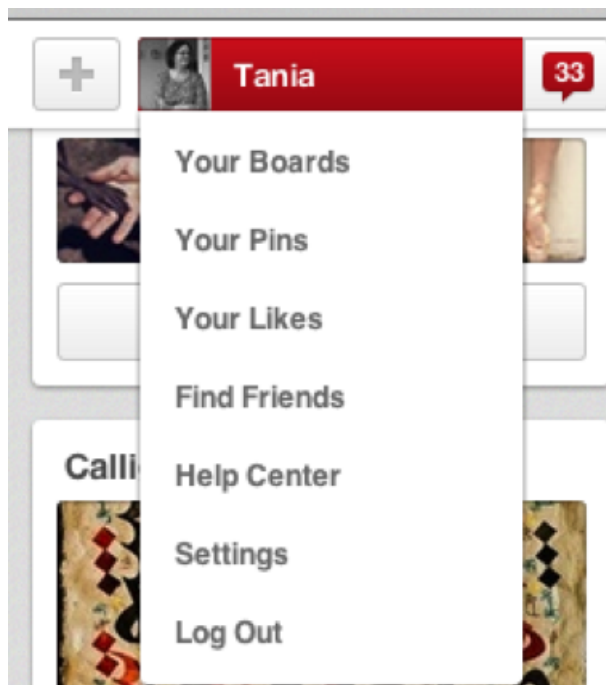 Tania
33
Your Boards
Your Pins
Your Likes
Find Friends
Help Center
Settings
Log Out